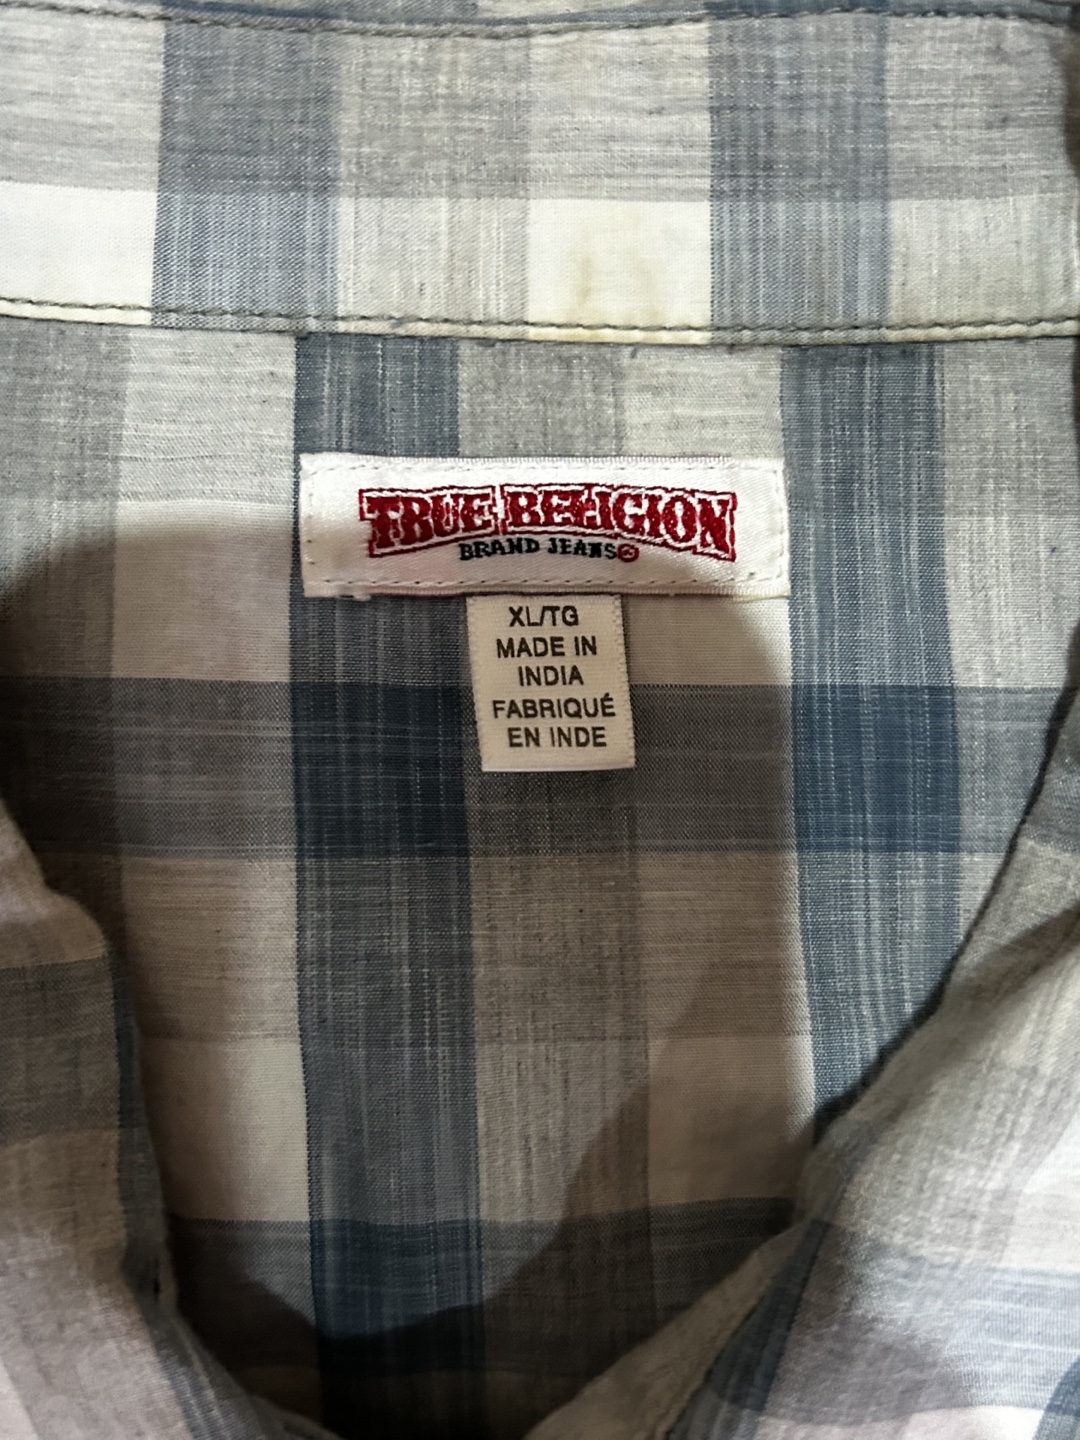 TRUE RELIGION
BRAND JEANS®
XL/TG
MADE IN
INDIA
FABRIQUÉ
EN INDE